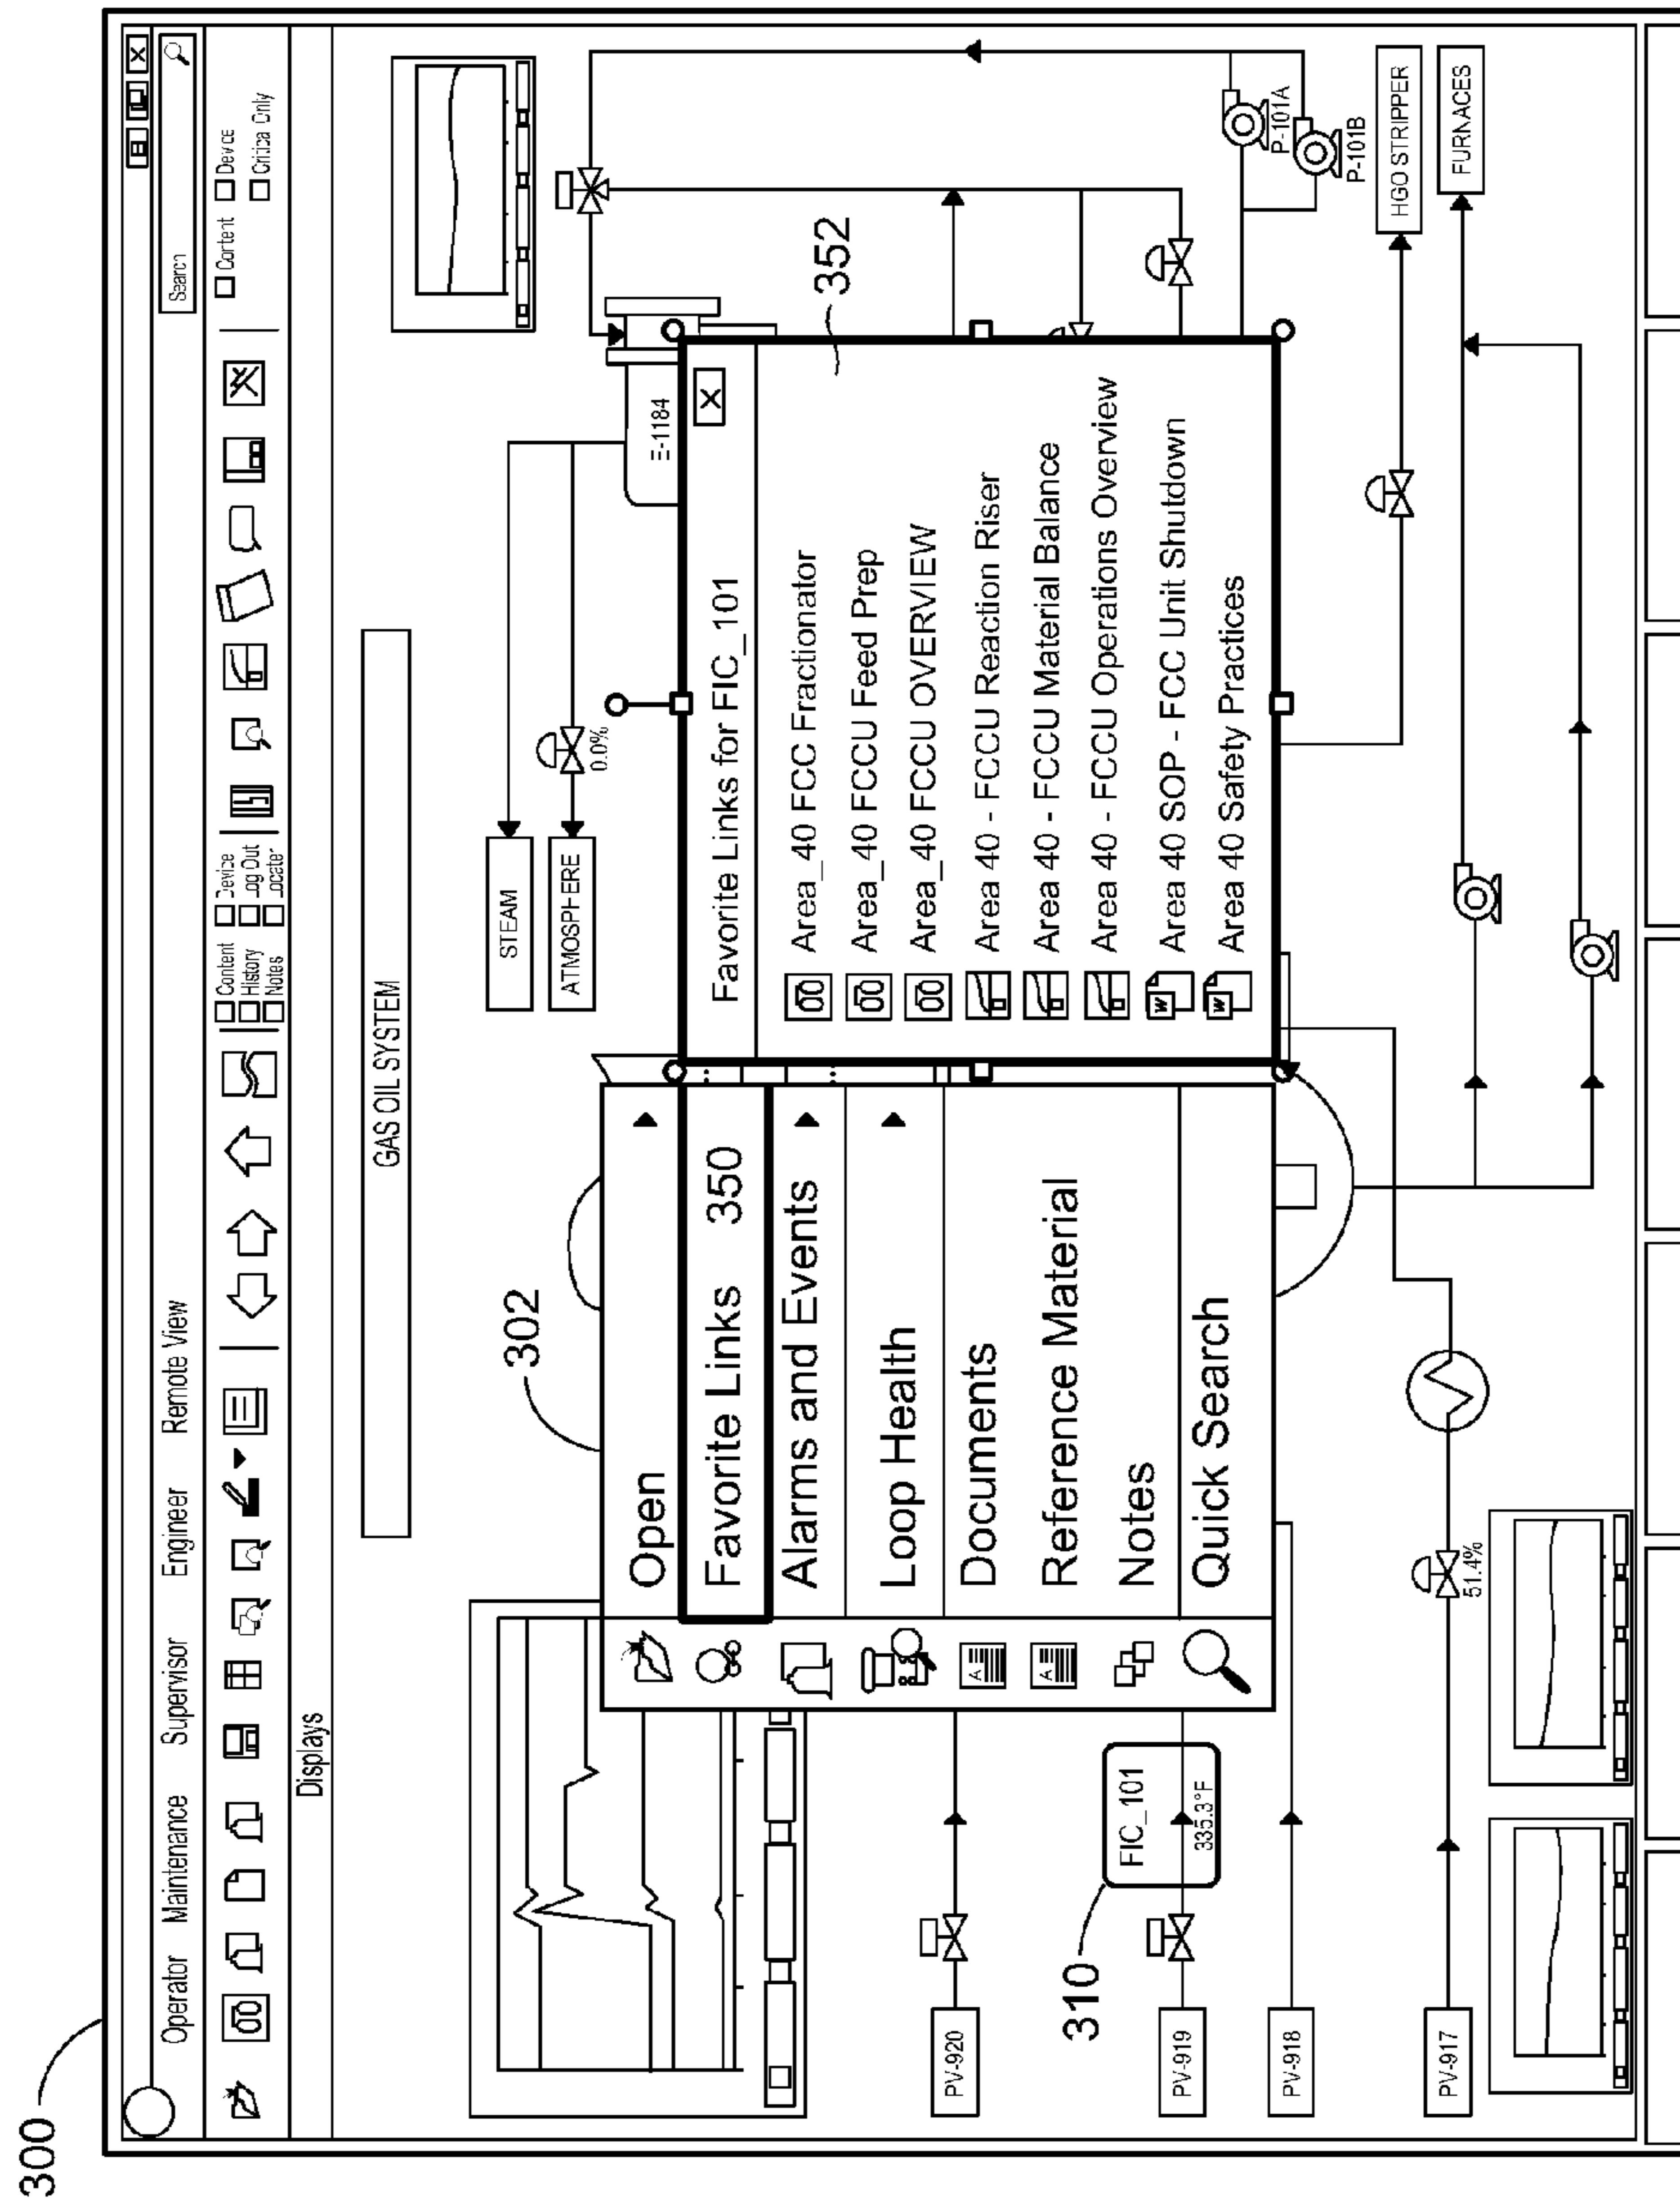 300
Search
Operator Maintenance Supervisor Engineer Remote View
Content Device
Critical Only
Content Device
History Log Out
Notes Locater
Displays
GAS OIL SYSTEM
STEAM
ATMOSPHERE
0.0%
E-1184
302
352
Open
Favorite Links 350
Alarms and Events
Loop Health
Documents
Reference Material
Notes
Quick Search
Favorite Links for FIC_101
X
Area_40 FCC Fractionator
Area_40 FCCU Feed Prep
Area_40 FCCU OVERVIEW
Area 40 - FCCU Reaction Riser
Area 40 - FCCU Material Balance
Area 40 - FCCU Operations Overview
Area 40 SOP - FCC Unit Shutdown
Area 40 Safety Practices
PV-920
310
FIC_101
335.3°F
PV-919
PV-918
PV-917
51.4%
P-101A
P-101B
HGO STRIPPER
FURNACES